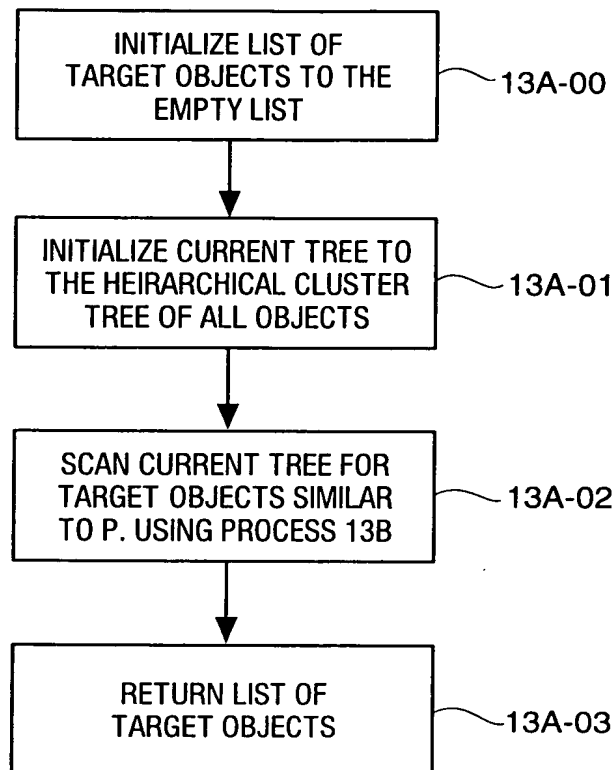 INITIALIZE LIST OF
TARGET OBJECTS TO THE
EMPTY LIST
13A-00
INITIALIZE CURRENT TREE TO
THE HEIRARCHICAL CLUSTER
TREE OF ALL OBJECTS
13A-01
SCAN CURRENT TREE FOR
TARGET OBJECTS SIMILAR
TO P. USING PROCESS 13B
13A-02
RETURN LIST OF
TARGET OBJECTS
13A-03